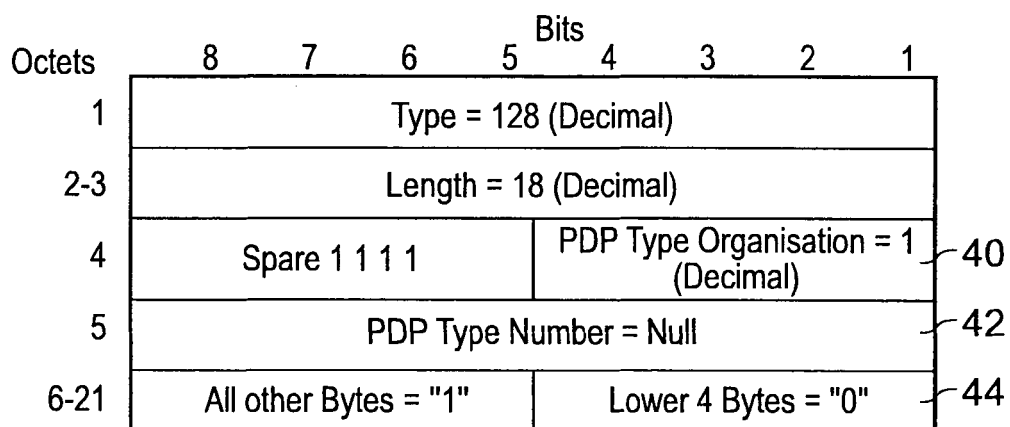 Bits
Octets 8 7 6 5 4 3 2 1
1 Type = 128 (Decimal)
2-3 Length = 18 (Decimal)
4 Spare 1 1 1 1 PDP Type Organisation = 1 (Decimal) 40
5 PDP Type Number = Null 42
6-21 All other Bytes = "1" Lower 4 Bytes = "0" 44